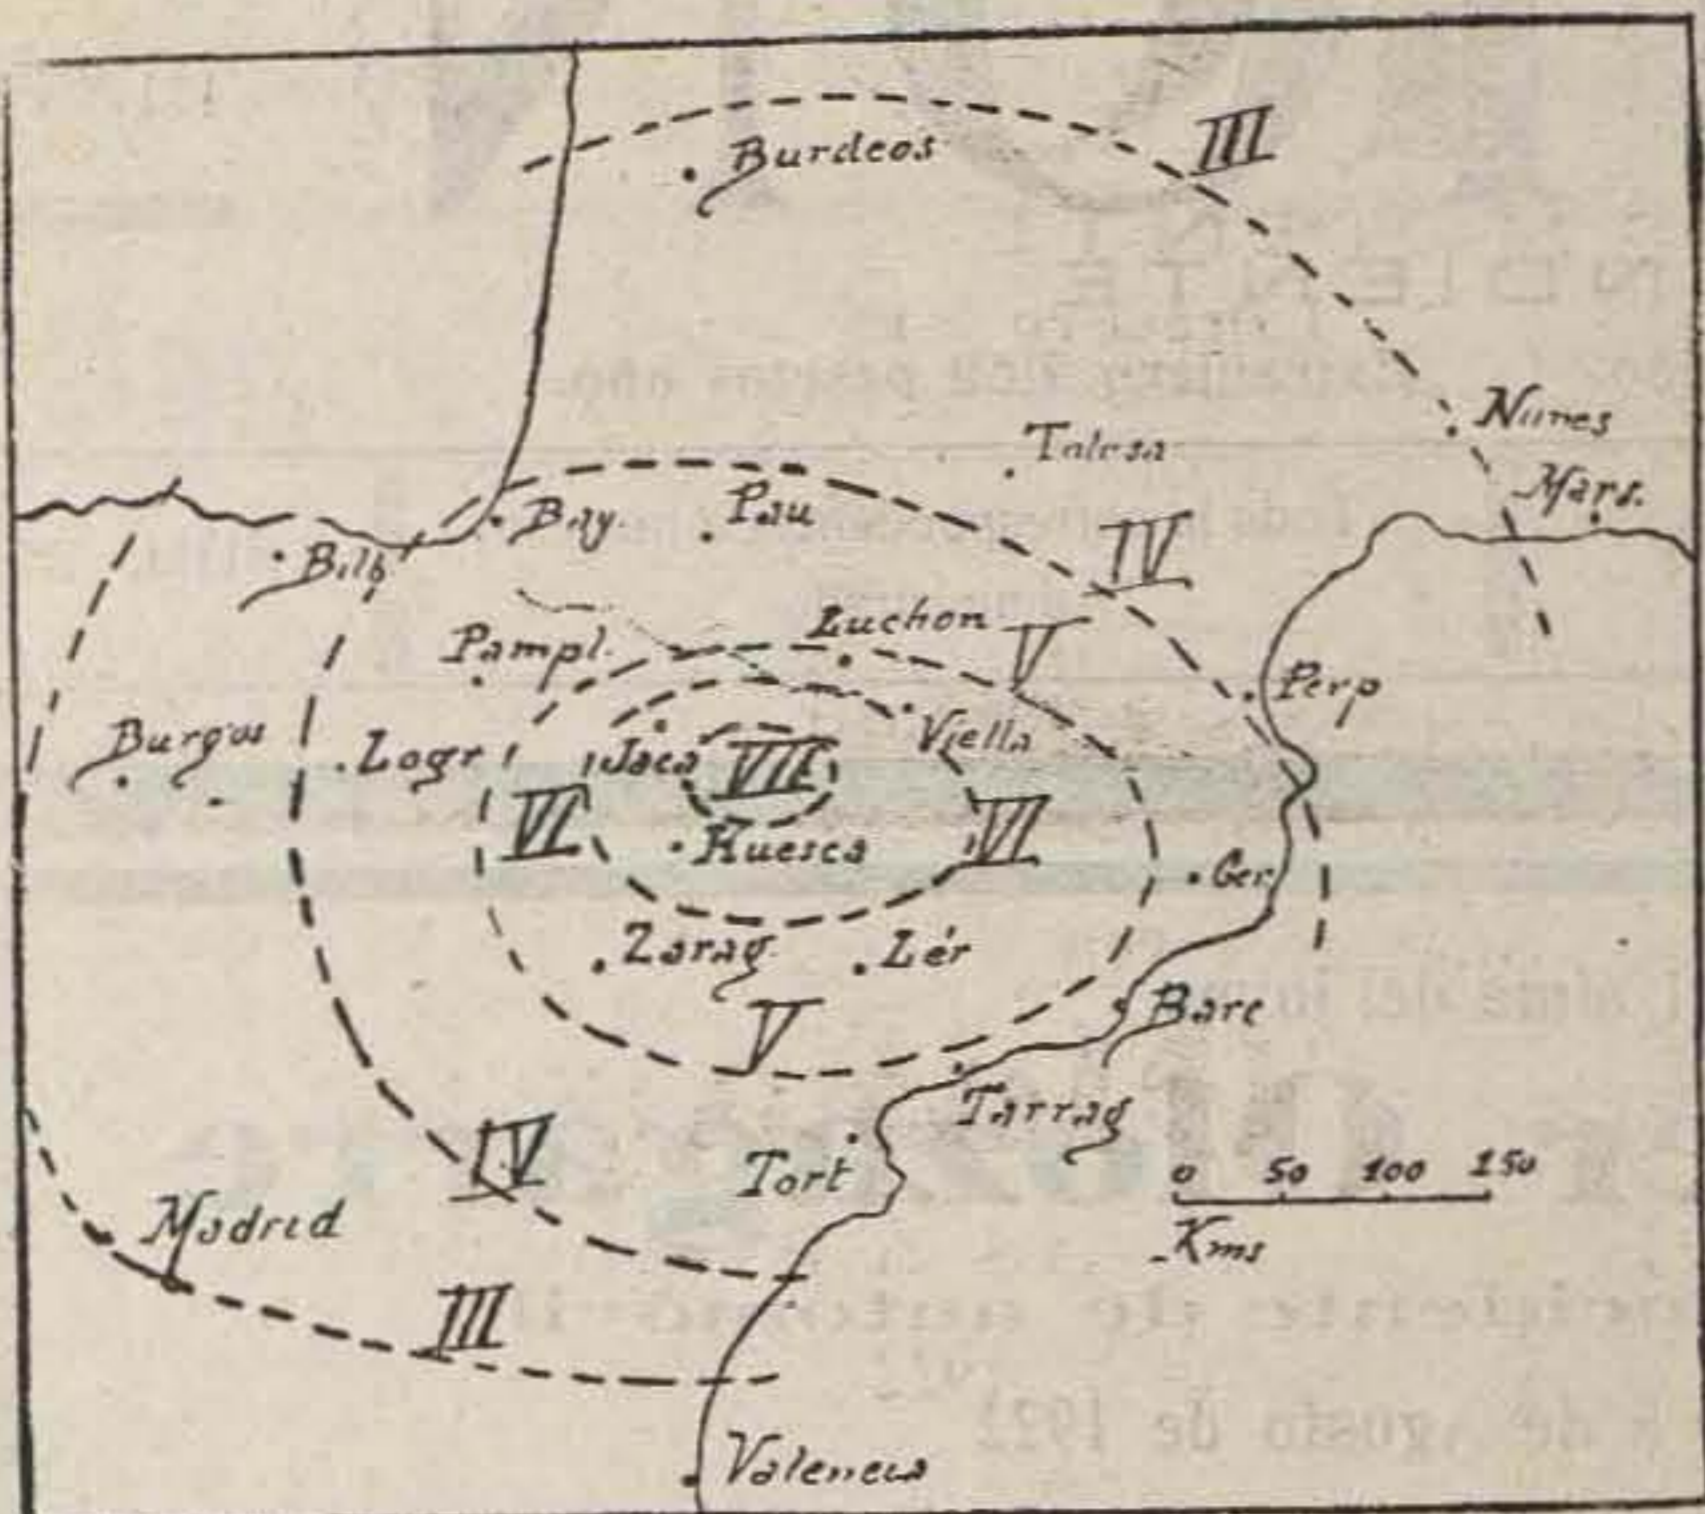 III
Burdeos
Nimes
Tolosa
Mars.
Bay.
Pau
IV
Bilb
Luchon
V
Pampl.
Perp
Burgos
Logr
Jaca
VII
Viella
VI
VI
Huesca
Ger
Zarag
Lér
V
Barc
Tarrag
IV
Tort
0 50 100 150
Kms
Madrid
III
Valencia